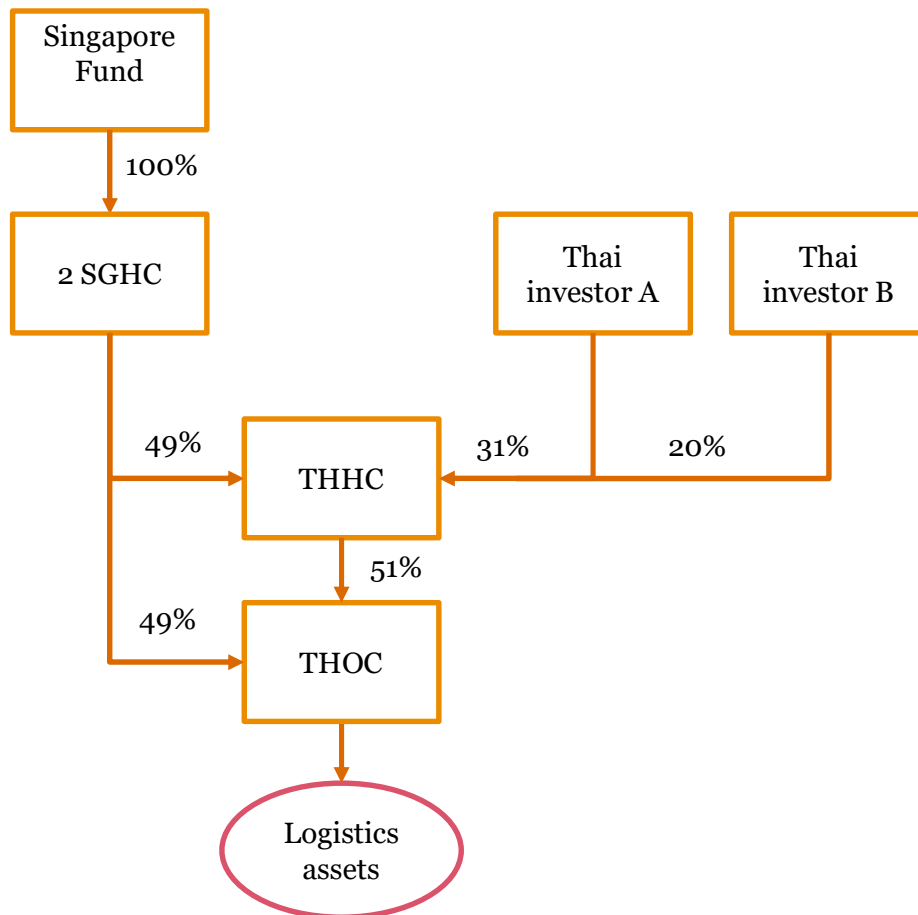 Singapore
Fund
100%
2 SGHC
Thai
investor A
Thai
investor B
49%
31%
20%
THHC
51%
49%
THOC
Logistics
assets